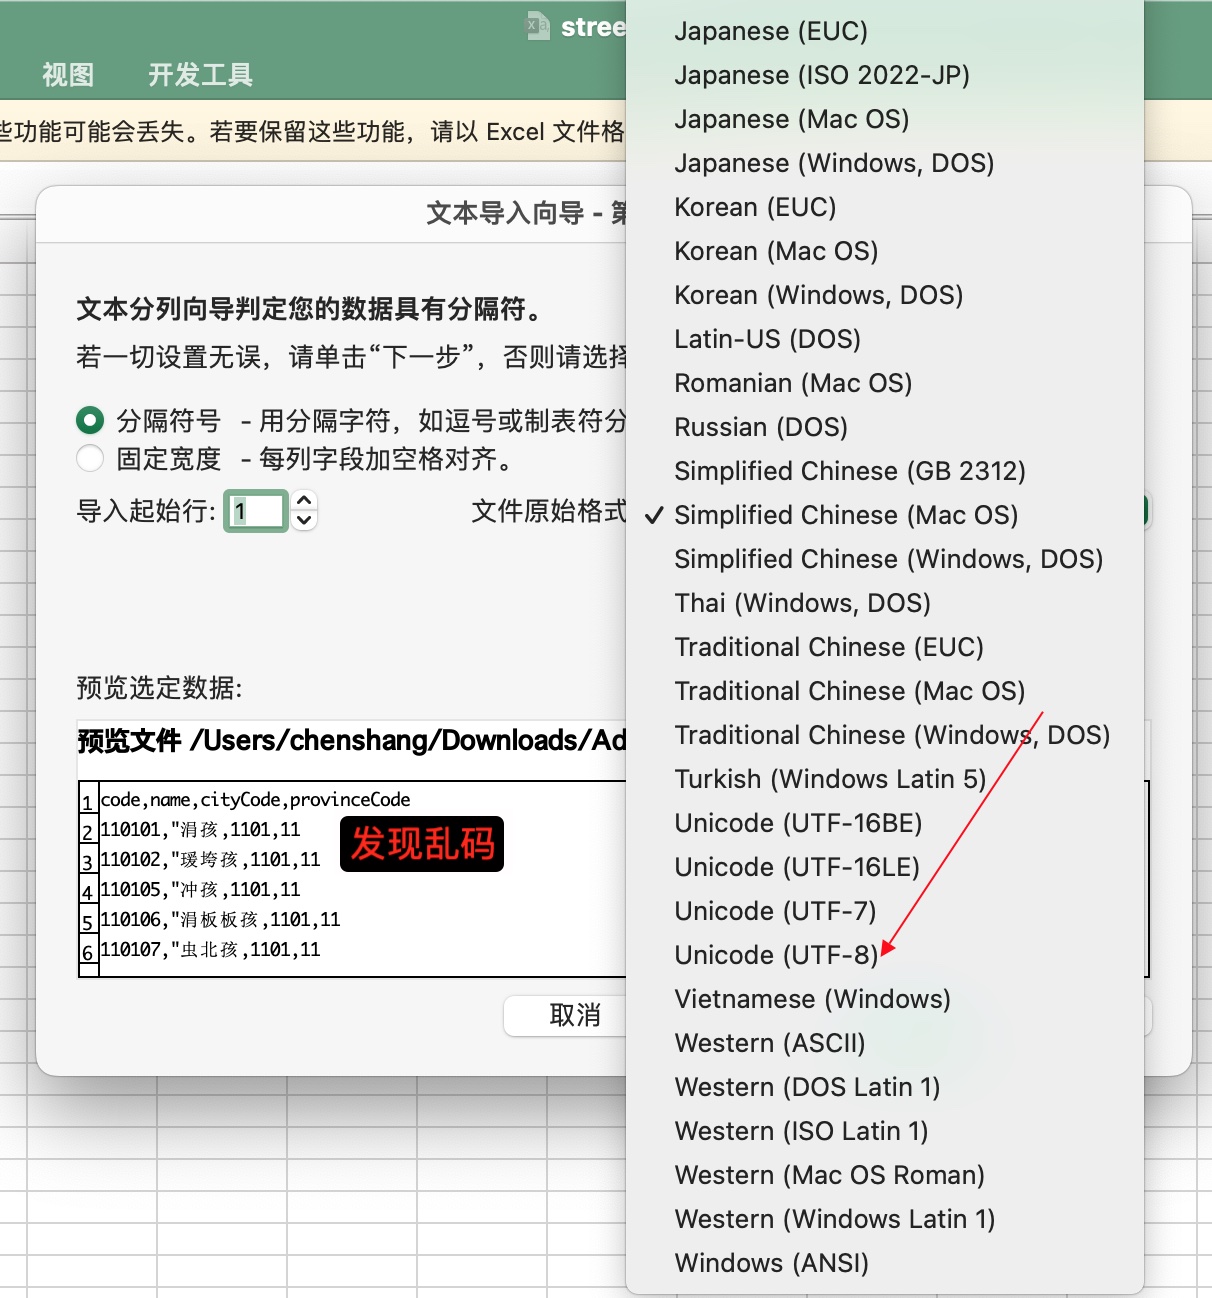 stree
视图 开发工具
些功能可能会丢失。若要保留这些功能，请以 Excel 文件格
文本导入向导 - 第
文本分列向导判定您的数据具有分隔符。
若一切设置无误，请单击“下一步”，否则请选择
分隔符号 - 用分隔字符，如逗号或制表符分
固定宽度 - 每列字段加空格对齐。
导入起始行: 1 文件原始格式
预览选定数据:
预览文件 /Users/chenshang/Downloads/Ad
1 code,name,cityCode,provinceCode
2 110101,"涓孩,1101,11
3 110102,"瑗垮孩,1101,11
4 110105,"冲孩,1101,11
5 110106,"涓板板孩,1101,11
6 110107,"虫北孩,1101,11
发现乱码
取消
Japanese (EUC)
Japanese (ISO 2022-JP)
Japanese (Mac OS)
Japanese (Windows, DOS)
Korean (EUC)
Korean (Mac OS)
Korean (Windows, DOS)
Latin-US (DOS)
Romanian (Mac OS)
Russian (DOS)
Simplified Chinese (GB 2312)
✓ Simplified Chinese (Mac OS)
Simplified Chinese (Windows, DOS)
Thai (Windows, DOS)
Traditional Chinese (EUC)
Traditional Chinese (Mac OS)
Traditional Chinese (Windows, DOS)
Turkish (Windows Latin 5)
Unicode (UTF-16BE)
Unicode (UTF-16LE)
Unicode (UTF-7)
Unicode (UTF-8)
Vietnamese (Windows)
Western (ASCII)
Western (DOS Latin 1)
Western (ISO Latin 1)
Western (Mac OS Roman)
Western (Windows Latin 1)
Windows (ANSI)